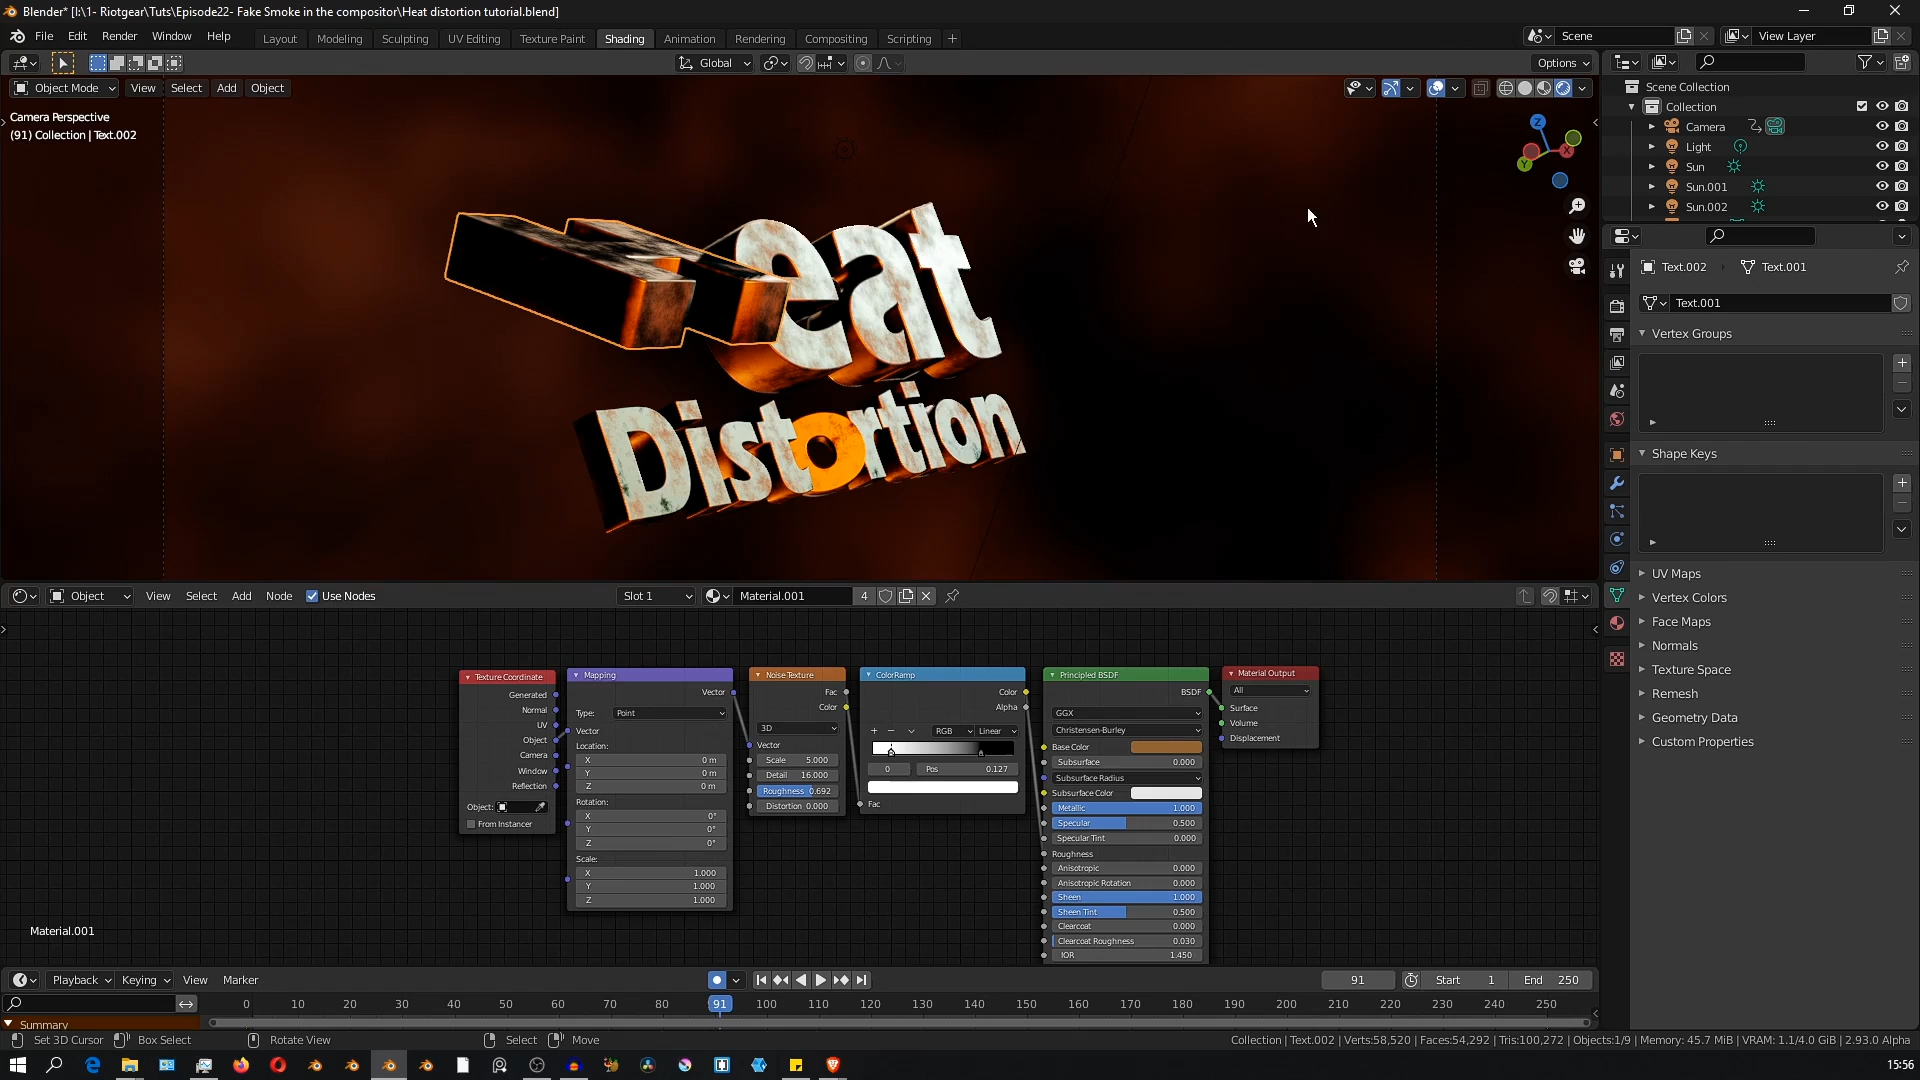 Blender* [I:\1- Riotgear\Tuts\Episode22- Fake Smoke in the compositor\Heat distortion tutorial.blend]
File Edit Render Window Help Layout Modeling Sculpting UV Editing Texture Paint Shading Animation Rendering Compositing Scripting + Scene View Layer
Global Options
Object Mode View Select Add Object
Camera Perspective
(91) Collection | Text.002
Z
X
Y
Heat
Distortion
Scene Collection
Collection
Camera
Light
Sun
Sun.001
Sun.002
Text.002 Text.001
Text.001
Vertex Groups
Shape Keys
UV Maps
Vertex Colors
Face Maps
Normals
Texture Space
Remesh
Geometry Data
Custom Properties
Object View Select Add Node Use Nodes Slot 1 Material.001 4
Texture Coordinate
Generated
Normal
UV
Object
Camera
Window
Reflection
Object:
From Instancer
Mapping
Vector
Type: Point
Vector
Location:
X 0 m
Y 0 m
Z 0 m
Rotation:
X 0°
Y 0°
Z 0°
Scale:
X 1.000
Y 1.000
Z 1.000
Noise Texture
Fac
Color
3D
Vector
Scale 5.000
Detail 16.000
Roughness 0.692
Distortion 0.000
ColorRamp
Color
Alpha
+ − RGB Linear
0 Pos 0.127
Fac
Principled BSDF
BSDF
GGX
Christensen-Burley
Base Color
Subsurface 0.000
Subsurface Radius
Subsurface Color
Metallic 1.000
Specular 0.500
Specular Tint 0.000
Roughness
Anisotropic 0.000
Anisotropic Rotation 0.000
Sheen 1.000
Sheen Tint 0.500
Clearcoat 0.000
Clearcoat Roughness 0.030
IOR 1.450
Material Output
All
Surface
Volume
Displacement
Material.001
Playback Keying View Marker 91 Start 1 End 250
0 10 20 30 40 50 60 70 80 91 100 110 120 130 140 150 160 170 180 190 200 210 220 230 240 250
Summary
Set 3D Cursor Box Select Rotate View Select Move Collection | Text.002 | Verts:58,520 | Faces:54,292 | Tris:100,272 | Objects:1/9 | Memory: 45.7 MiB | VRAM: 1.1/4.0 GiB | 2.93.0 Alpha
15:56